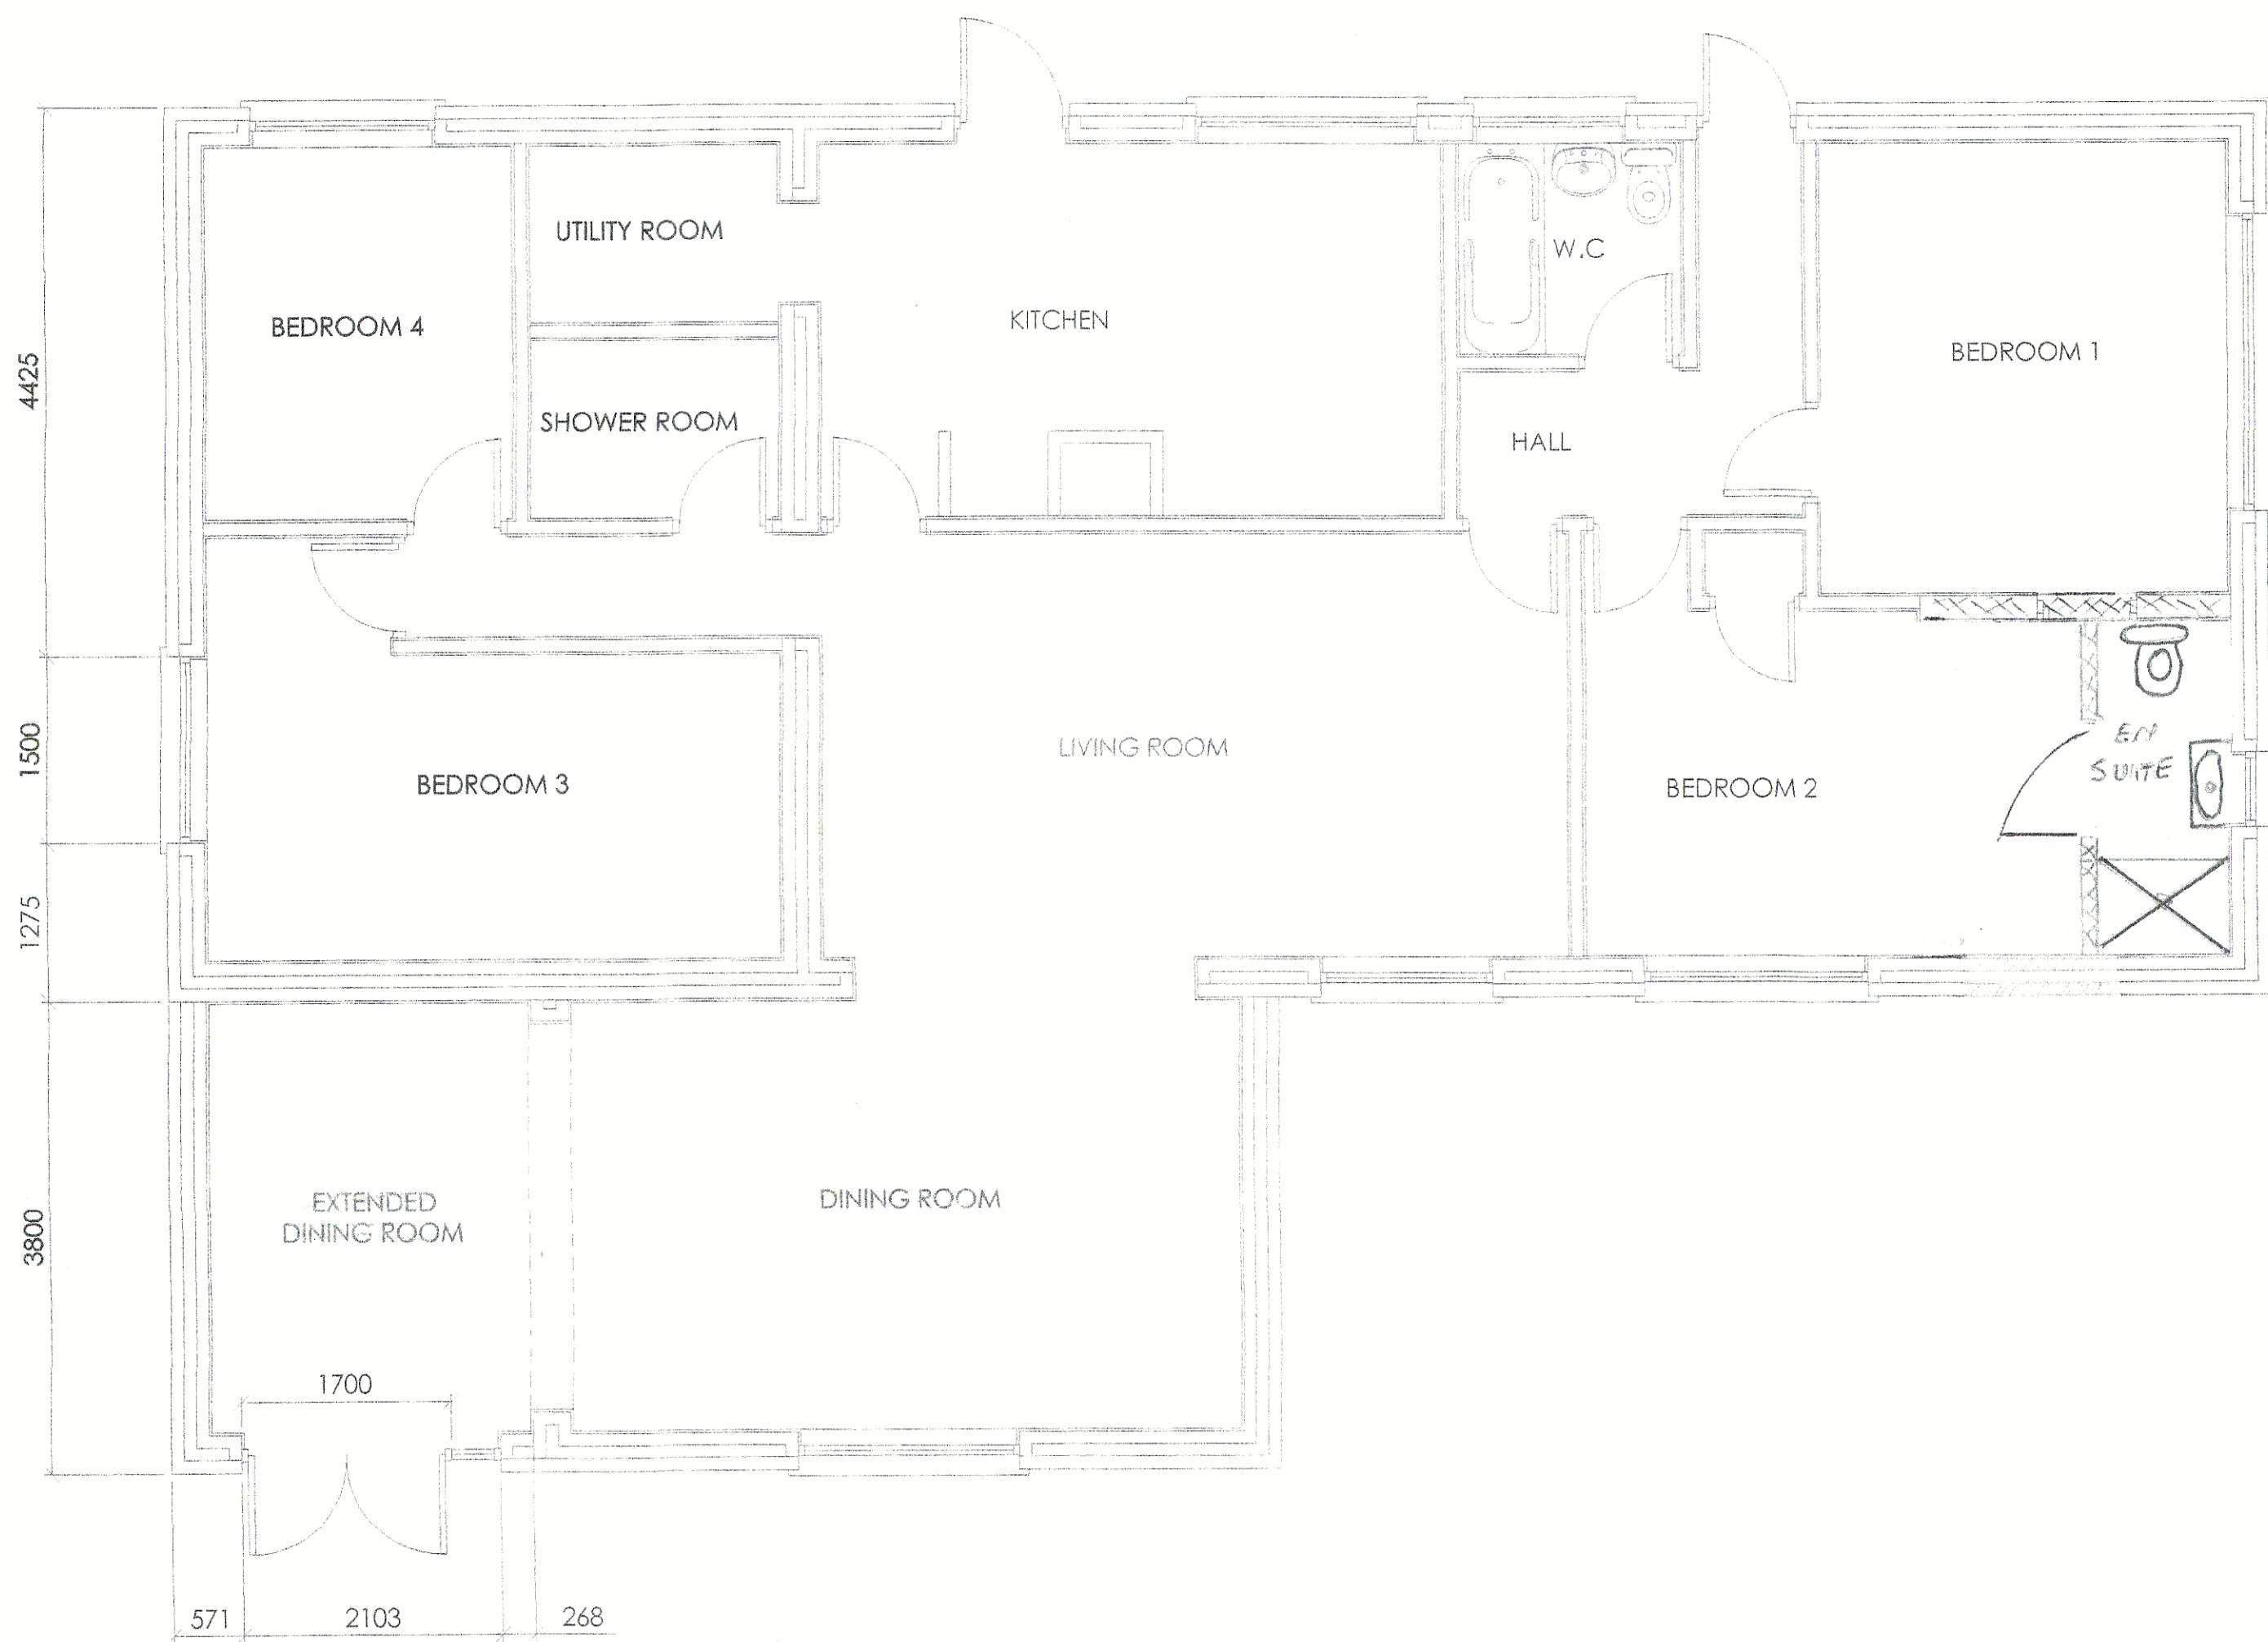 UTILITY ROOM
W.C
KITCHEN
BEDROOM 4
BEDROOM 1
4425
SHOWER ROOM
HALL
1500
LIVING ROOM
EN
SUITE
BEDROOM 3
BEDROOM 2
1275
EXTENDED
DINING ROOM
DINING ROOM
3800
1700
571
2103
268